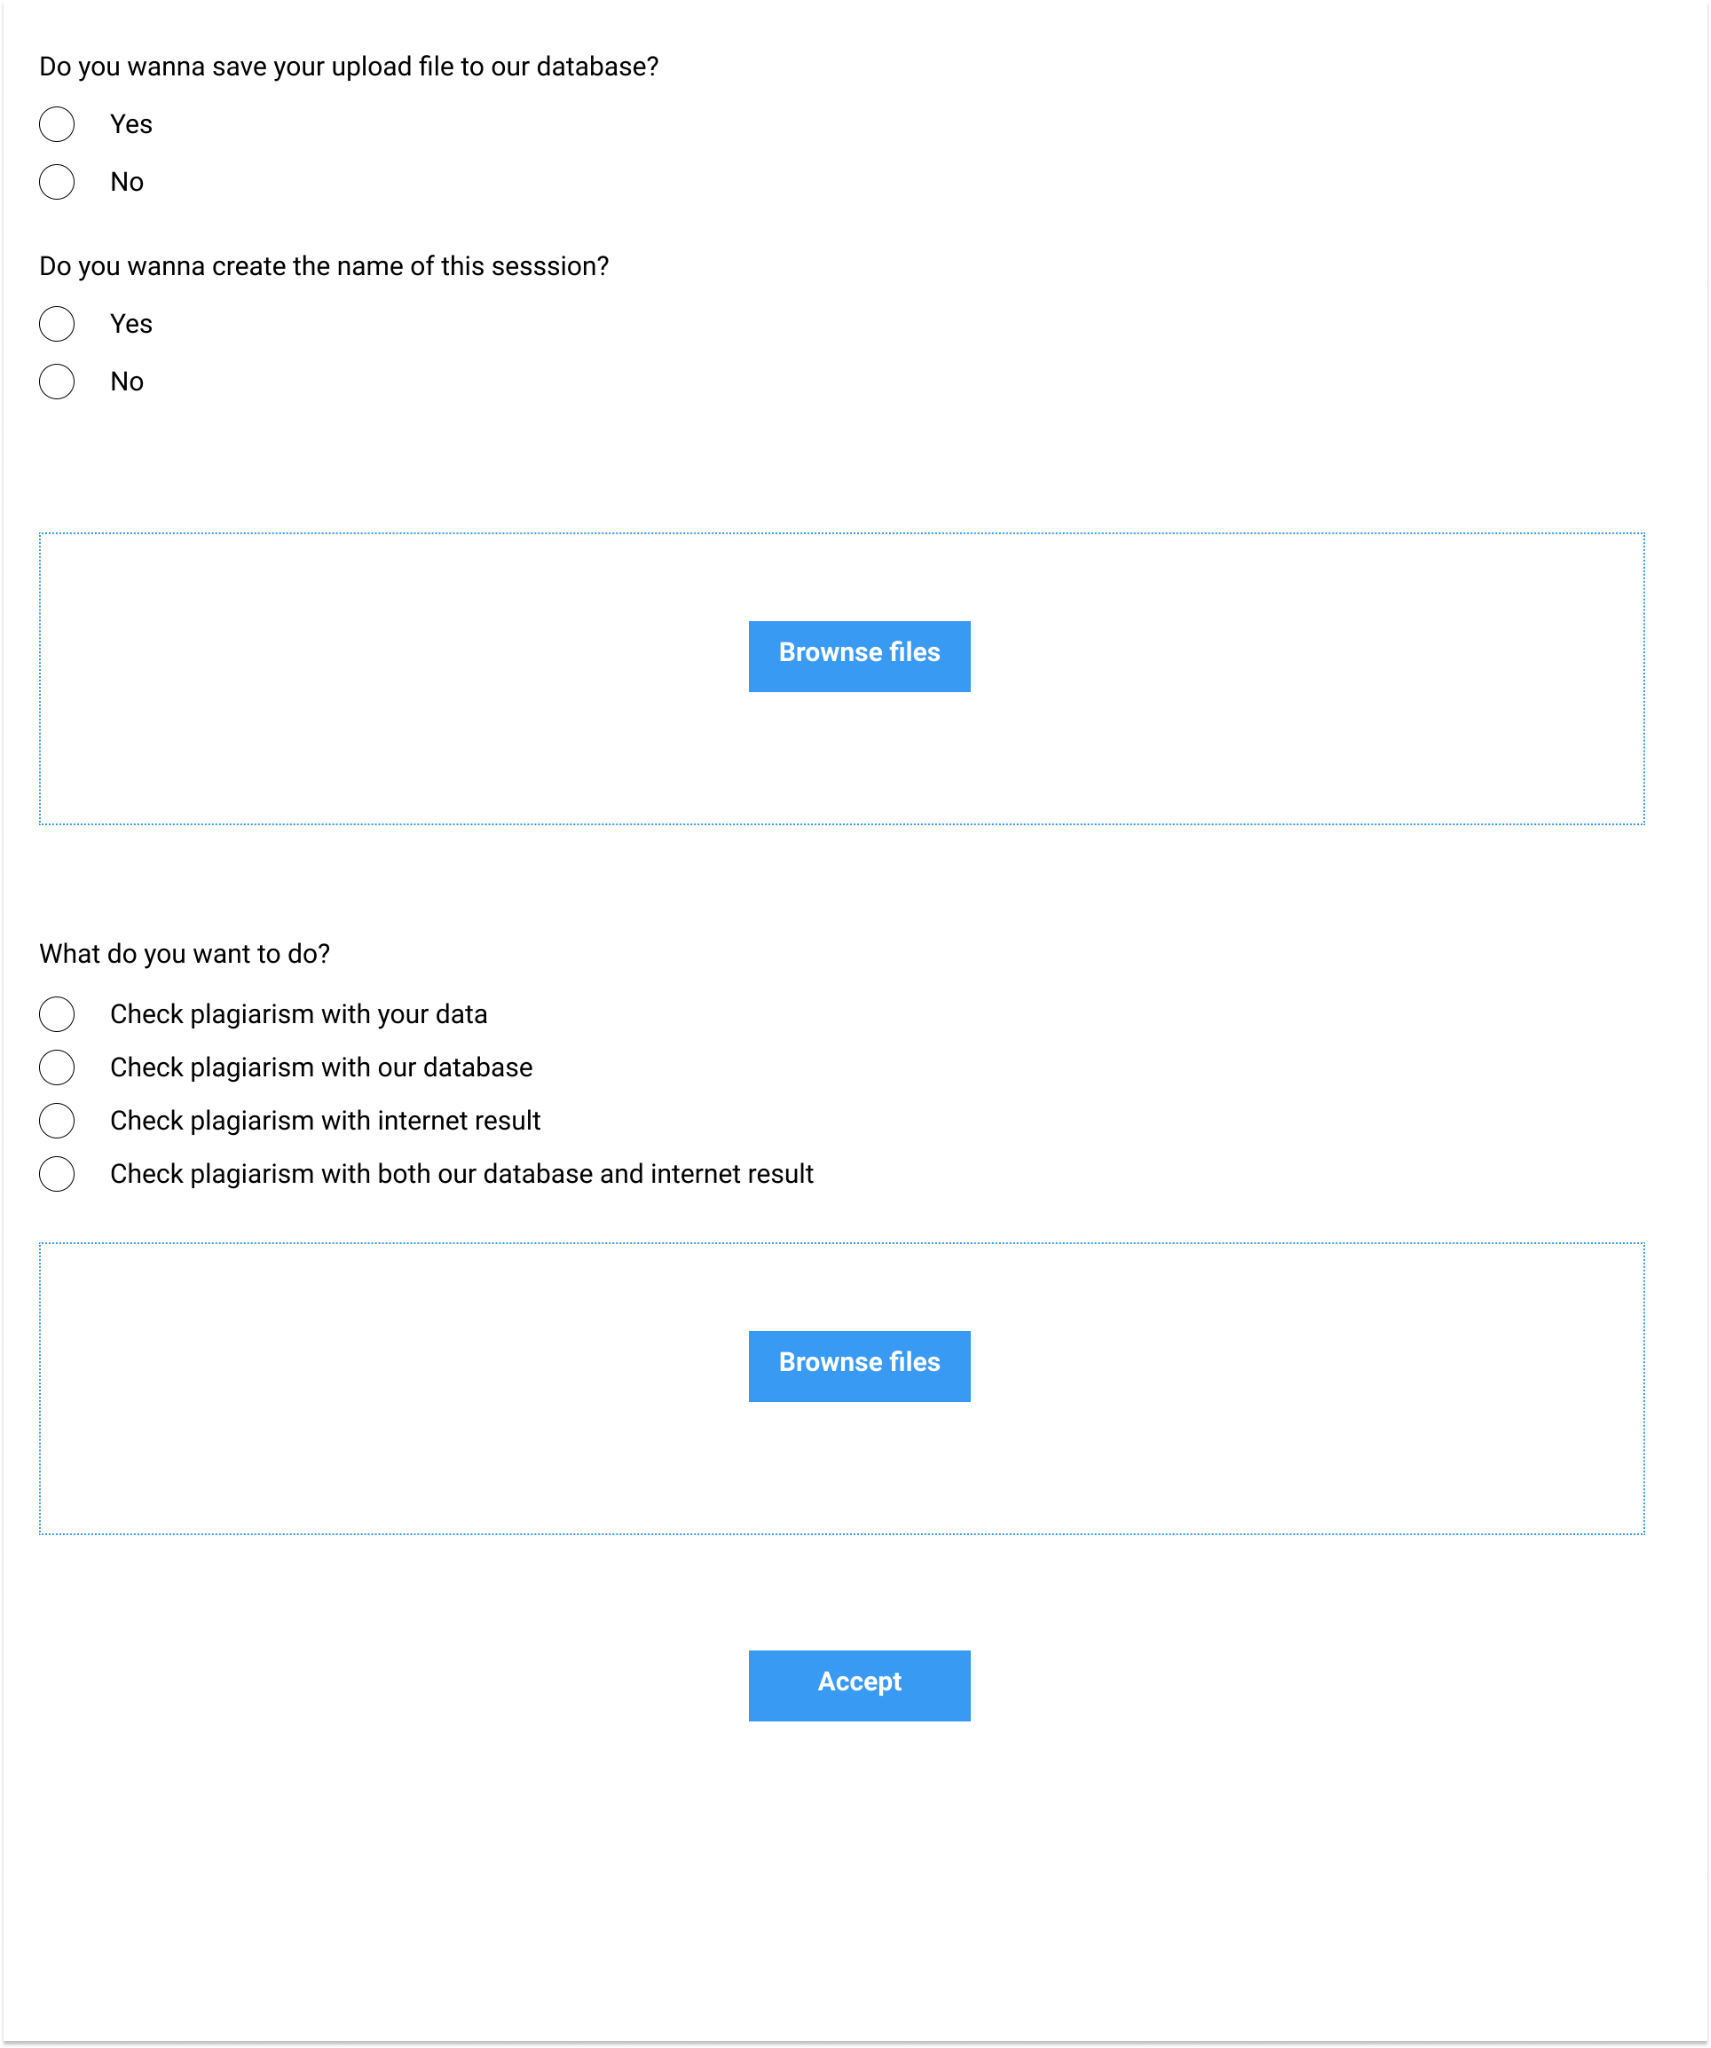 Do you wanna save your upload file to our database?
Yes
No
Do you wanna create the name of this sesssion?
Yes
No
Brownse files
What do you want to do?
Check plagiarism with your data
Check plagiarism with our database
Check plagiarism with internet result
Check plagiarism with both our database and internet result
Brownse files
Accept